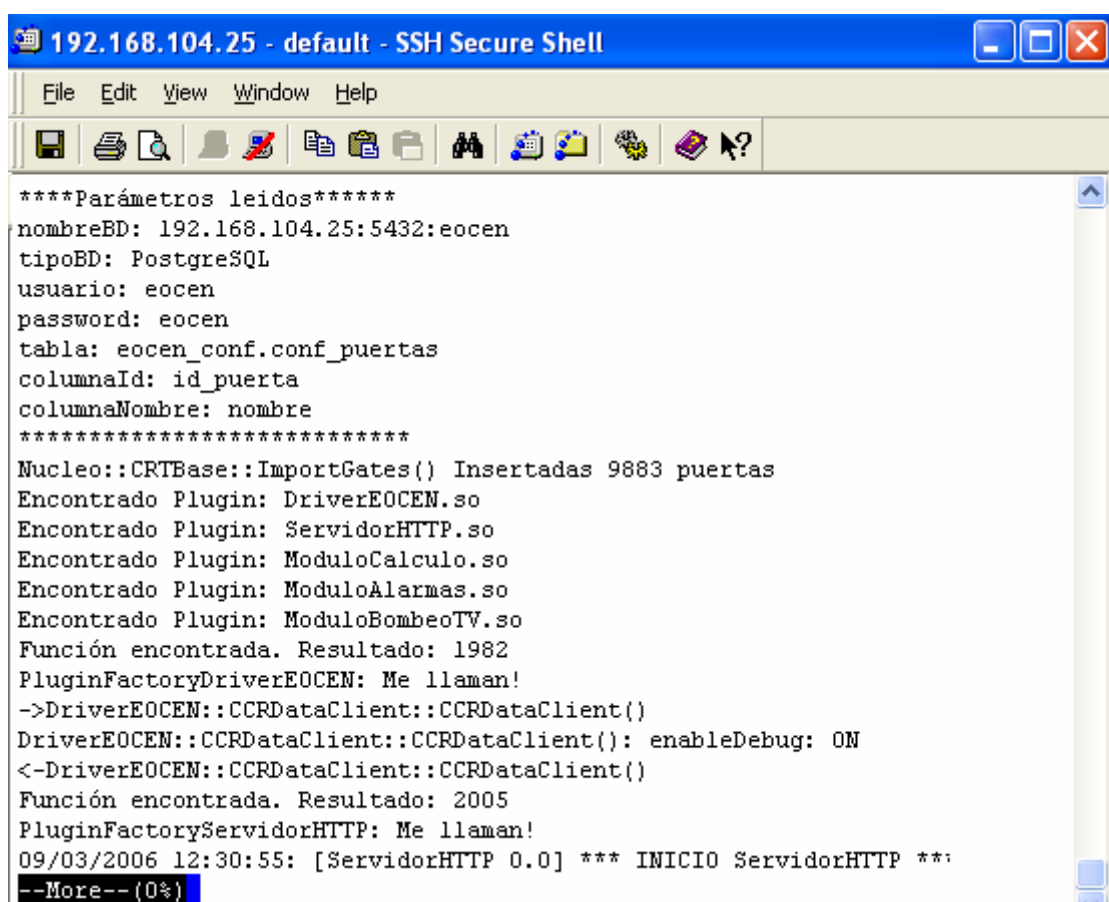 192.168.104.25 - default - SSH Secure Shell
File Edit View Window Help
****Parámetros leidos******
nombreBD: 192.168.104.25:5432:eocen
tipoBD: PostgreSQL
usuario: eocen
password: eocen
tabla: eocen_conf.conf_puertas
columnaId: id_puerta
columnaNombre: nombre
****************************
Nucleo::CRTBase::ImportGates() Insertadas 9883 puertas
Encontrado Plugin: DriverEOCEN.so
Encontrado Plugin: ServidorHTTP.so
Encontrado Plugin: ModuloCalculo.so
Encontrado Plugin: ModuloAlarmas.so
Encontrado Plugin: ModuloBombeoTV.so
Función encontrada. Resultado: 1982
PluginFactoryDriverEOCEN: Me llaman!
->DriverEOCEN::CCRDataClient::CCRDataClient()
DriverEOCEN::CCRDataClient::CCRDataClient(): enableDebug: ON
<-DriverEOCEN::CCRDataClient::CCRDataClient()
Función encontrada. Resultado: 2005
PluginFactoryServidorHTTP: Me llaman!
09/03/2006 12:30:55: [ServidorHTTP 0.0] *** INICIO ServidorHTTP **
--More--(0%)